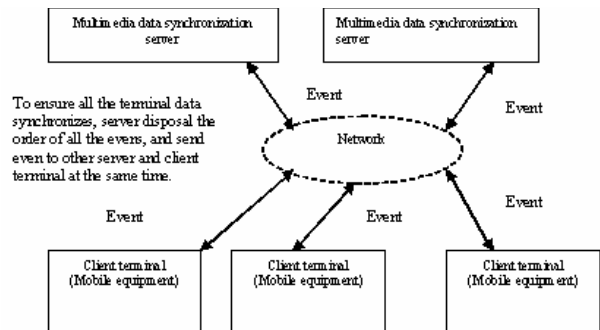 Multimedia data synchronization
server
Multimedia data synchronization
server
Event
Event
To ensure all the terminal data
synchronizes, server disposal the
order of all the evens, and send
even to other server and client
terminal at the same time.
Network
Event
Event
Event
Client terminal
(Mobile equipment)
Client terminal
(Mobile equipment)
Client terminal
(Mobile equipment)